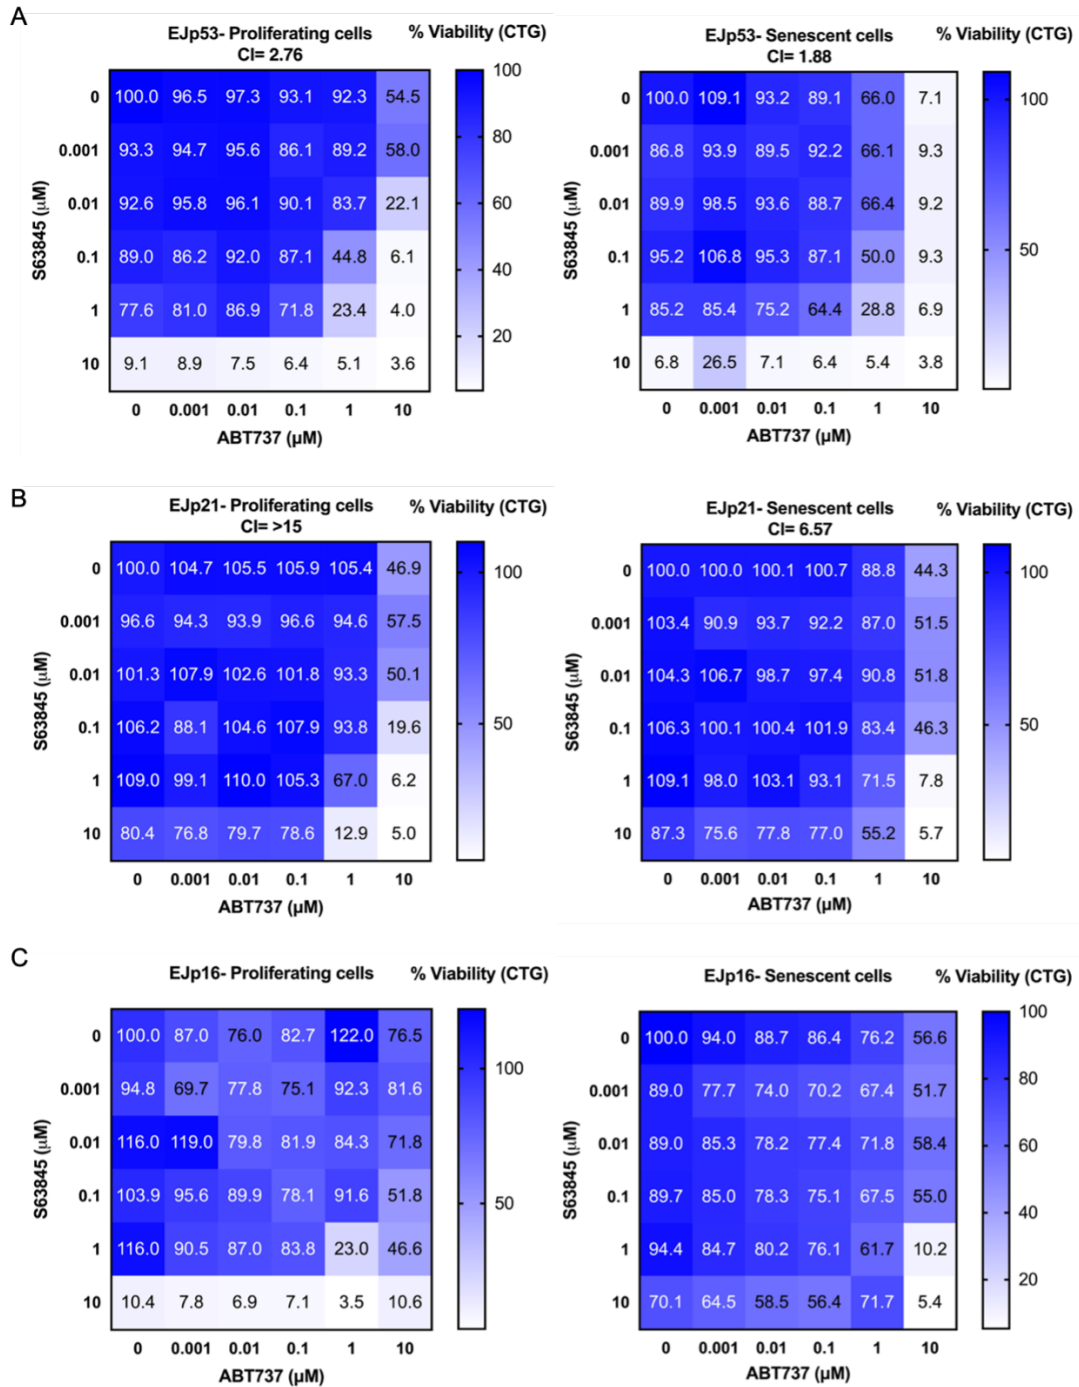 A
EJp53- Proliferating cells
CI= 2.76
% Viability (CTG)
0 100.0 96.5 97.3 93.1 92.3 54.5
0.001 93.3 94.7 95.6 86.1 89.2 58.0
0.01 92.6 95.8 96.1 90.1 83.7 22.1
0.1 89.0 86.2 92.0 87.1 44.8 6.1
1 77.6 81.0 86.9 71.8 23.4 4.0
10 9.1 8.9 7.5 6.4 5.1 3.6
0 0.001 0.01 0.1 1 10
ABT737 (µM)
S63845 (µM)
100
80
60
40
20
EJp53- Senescent cells
CI= 1.88
% Viability (CTG)
0 100.0 109.1 93.2 89.1 66.0 7.1
0.001 86.8 93.9 89.5 92.2 66.1 9.3
0.01 89.9 98.5 93.6 88.7 66.4 9.2
0.1 95.2 106.8 95.3 87.1 50.0 9.3
1 85.2 85.4 75.2 64.4 28.8 6.9
10 6.8 26.5 7.1 6.4 5.4 3.8
0 0.001 0.01 0.1 1 10
ABT737 (µM)
S63845 (µM)
100
50
B
EJp21- Proliferating cells
CI= >15
% Viability (CTG)
0 100.0 104.7 105.5 105.9 105.4 46.9
0.001 96.6 94.3 93.9 96.6 94.6 57.5
0.01 101.3 107.9 102.6 101.8 93.3 50.1
0.1 106.2 88.1 104.6 107.9 93.8 19.6
1 109.0 99.1 110.0 105.3 67.0 6.2
10 80.4 76.8 79.7 78.6 12.9 5.0
0 0.001 0.01 0.1 1 10
ABT737 (µM)
S63845 (µM)
100
50
EJp21- Senescent cells
CI= 6.57
% Viability (CTG)
0 100.0 100.0 100.1 100.7 88.8 44.3
0.001 103.4 90.9 93.7 92.2 87.0 51.5
0.01 104.3 106.7 98.7 97.4 90.8 51.8
0.1 106.3 100.1 100.4 101.9 83.4 46.3
1 109.1 98.0 103.1 93.1 71.5 7.8
10 87.3 75.6 77.8 77.0 55.2 5.7
0 0.001 0.01 0.1 1 10
ABT737 (µM)
S63845 (µM)
100
50
C
EJp16- Proliferating cells
% Viability (CTG)
0 100.0 87.0 76.0 82.7 122.0 76.5
0.001 94.8 69.7 77.8 75.1 92.3 81.6
0.01 116.0 119.0 79.8 81.9 84.3 71.8
0.1 103.9 95.6 89.9 78.1 91.6 51.8
1 116.0 90.5 87.0 83.8 23.0 46.6
10 10.4 7.8 6.9 7.1 3.5 10.6
0 0.001 0.01 0.1 1 10
ABT737 (µM)
S63845 (µM)
100
50
EJp16- Senescent cells
% Viability (CTG)
0 100.0 94.0 88.7 86.4 76.2 56.6
0.001 89.0 77.7 74.0 70.2 67.4 51.7
0.01 89.0 85.3 78.2 77.4 71.8 58.4
0.1 89.7 85.0 78.3 75.1 67.5 55.0
1 94.4 84.7 80.2 76.1 61.7 10.2
10 70.1 64.5 58.5 56.4 71.7 5.4
0 0.001 0.01 0.1 1 10
ABT737 (µM)
S63845 (µM)
100
80
60
40
20